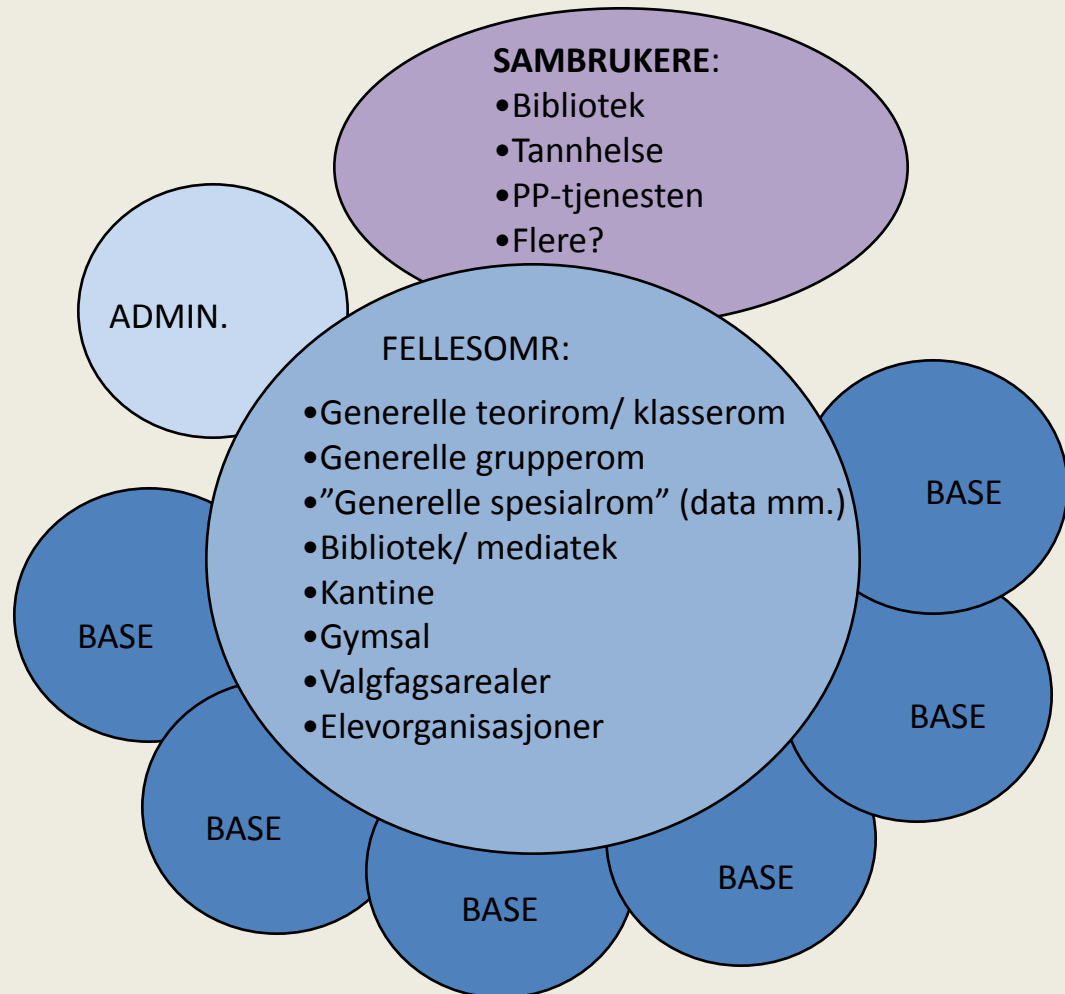 SAMBRUKERE:
•Bibliotek
•Tannhelse
•PP-tjenesten
•Flere?
ADMIN.
FELLESOMR:
•Generelle teorirom/ klasserom
•Generelle grupperom
•”Generelle spesialrom” (data mm.)
•Bibliotek/ mediatek
•Kantine
•Gymsal
•Valgfagsarealer
•Elevorganisasjoner
BASE
BASE
BASE
BASE
BASE
BASE